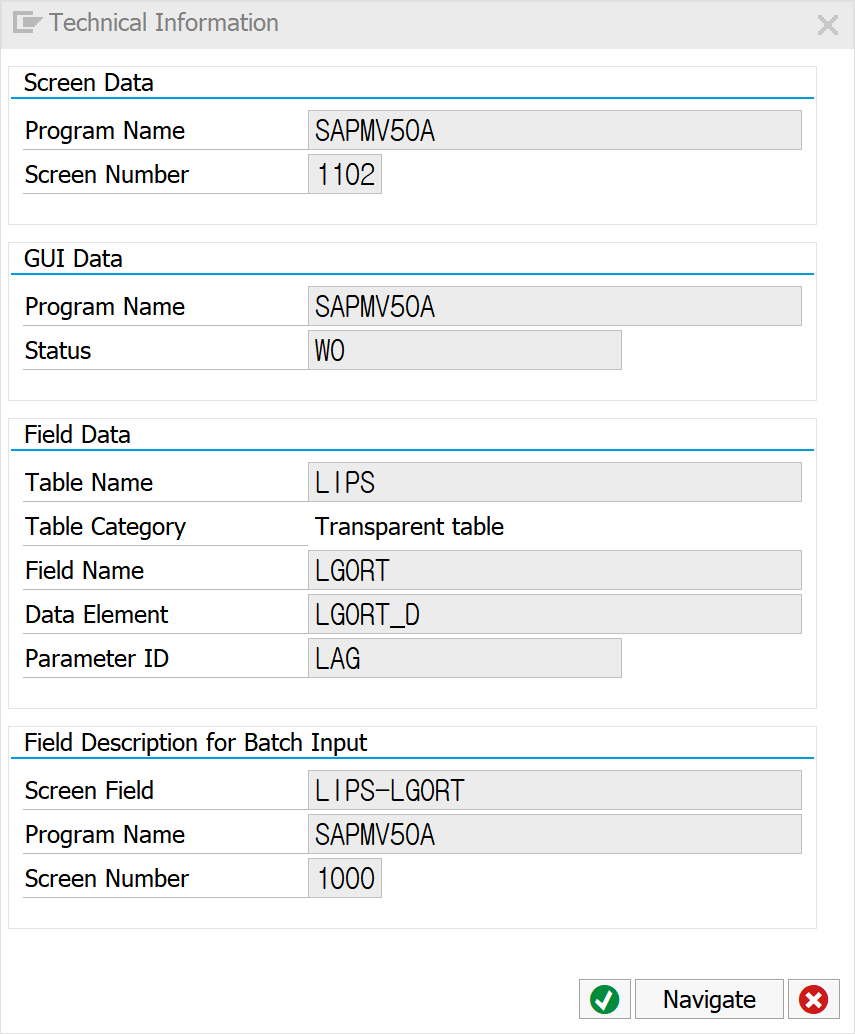 Technical Information
Screen Data
Program Name SAPMV50A
Screen Number 1102
GUI Data
Program Name SAPMV50A
Status WO
Field Data
Table Name LIPS
Table Category Transparent table
Field Name LGORT
Data Element LGORT_D
Parameter ID LAG
Field Description for Batch Input
Screen Field LIPS-LGORT
Program Name SAPMV50A
Screen Number 1000
Navigate